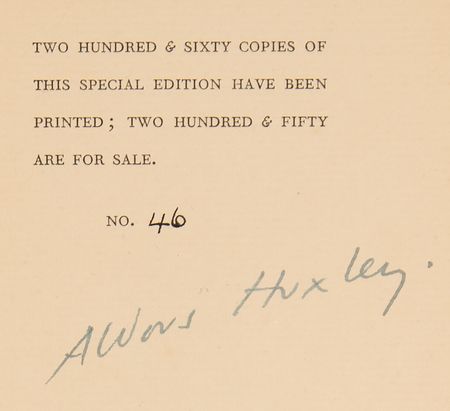 TWO HUNDRED & SIXTY COPIES OF
THIS SPECIAL EDITION HAVE BEEN
PRINTED; TWO HUNDRED & FIFTY
ARE FOR SALE.
NO. 46
Aldous Huxley.